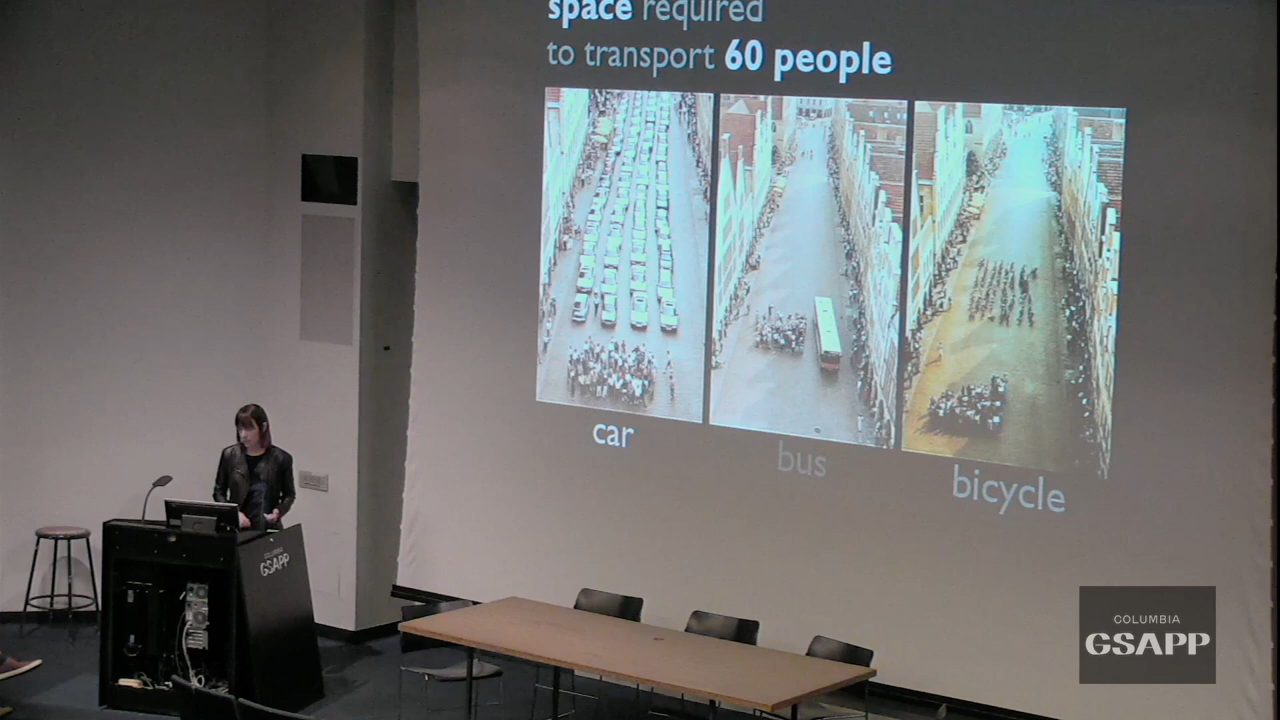 space required
to transport 60 people
car
bus
bicycle
COLUMBIA
GSAPP
COLUMBIA
GSAPP